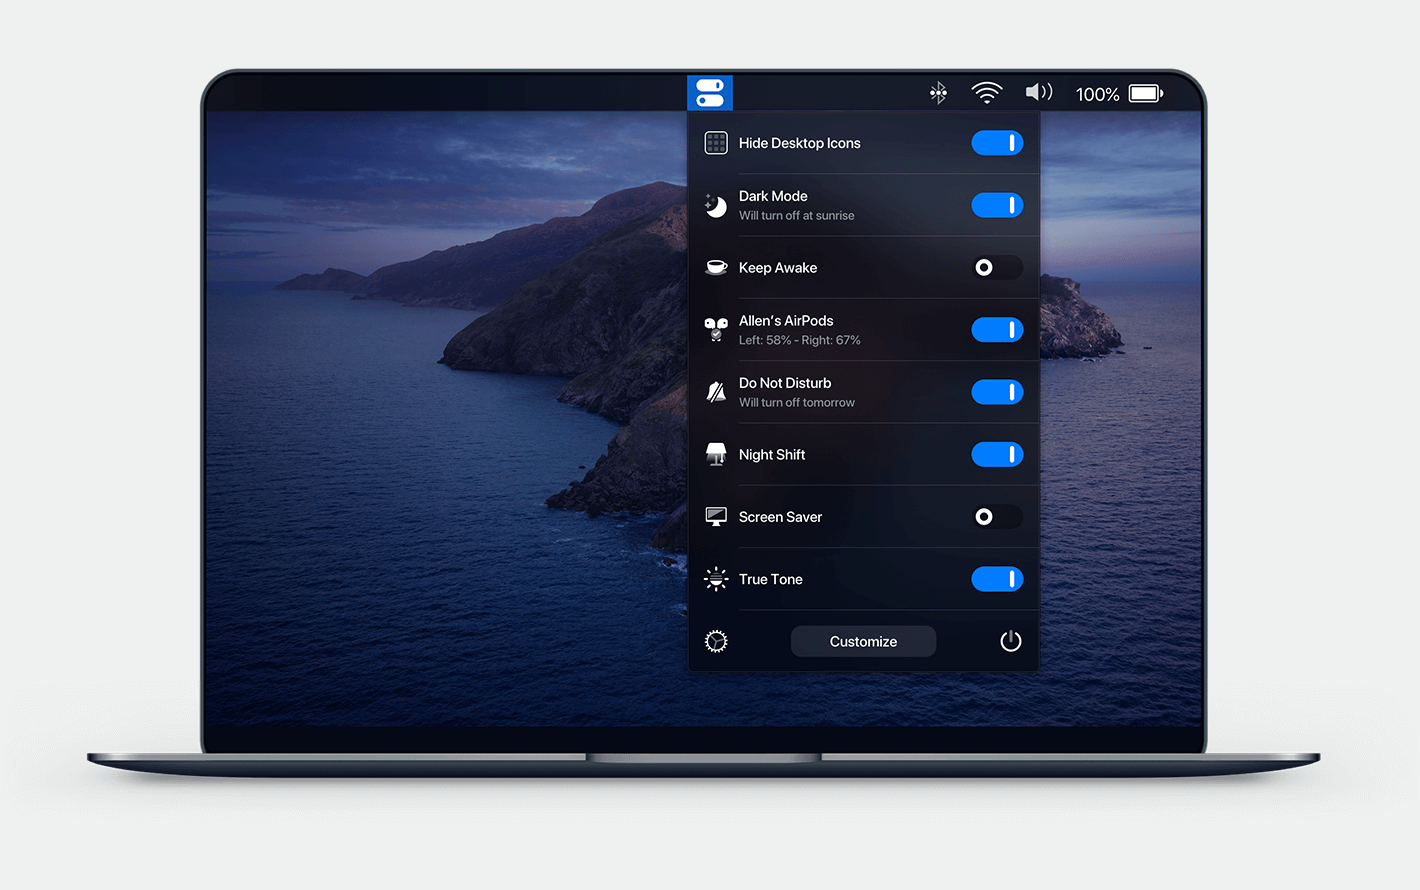 100%
Hide Desktop Icons
Dark Mode
Will turn off at sunrise
Keep Awake
Allen’s AirPods
Left: 58% - Right: 67%
Do Not Disturb
Will turn off tomorrow
Night Shift
Screen Saver
True Tone
Customize